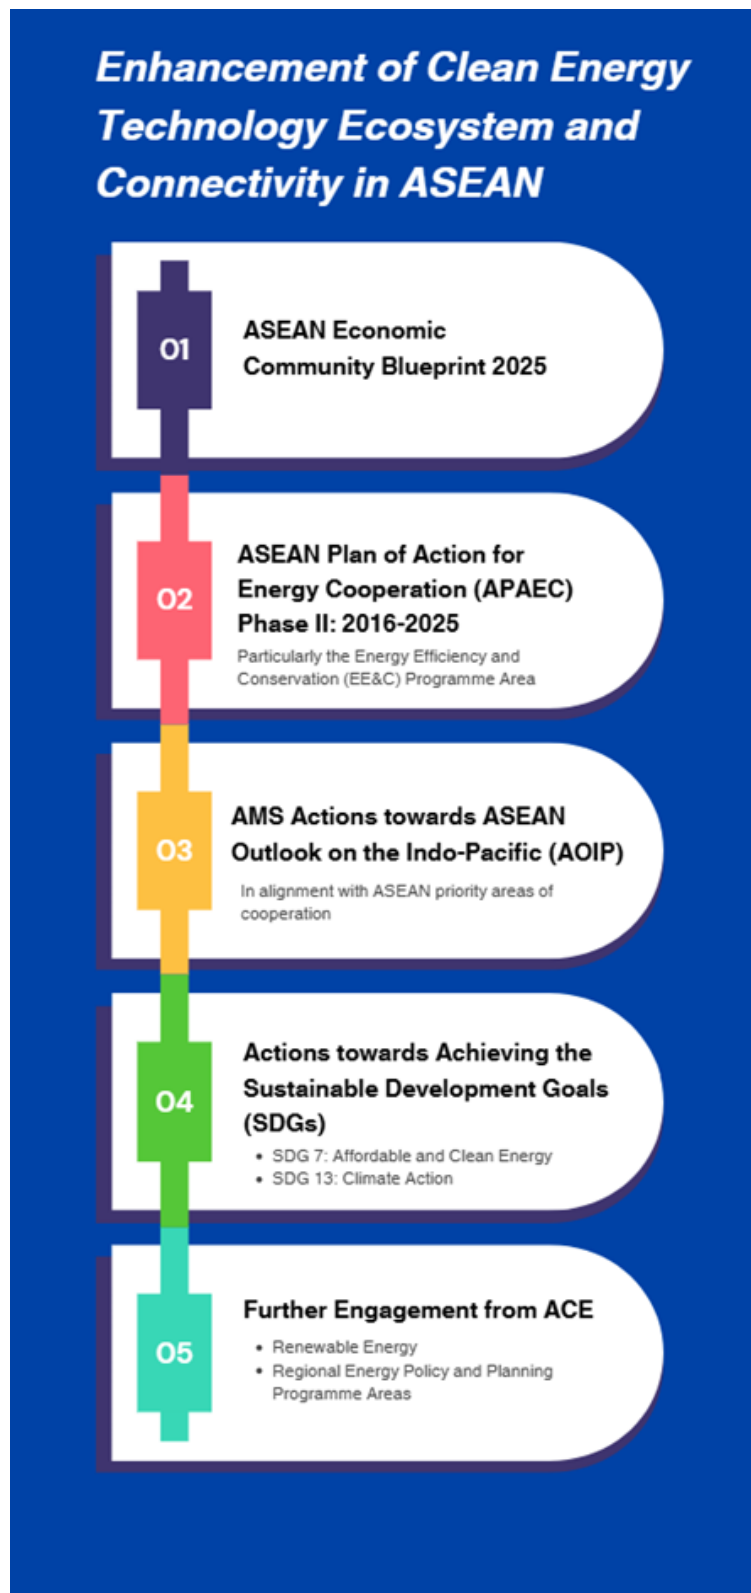 Enhancement of Clean Energy
Technology Ecosystem and
Connectivity in ASEAN
01
ASEAN Economic
Community Blueprint 2025
02
ASEAN Plan of Action for
Energy Cooperation (APAEC)
Phase II: 2016-2025
Particularly the Energy Efficiency and
Conservation (EE&C) Programme Area
03
AMS Actions towards ASEAN
Outlook on the Indo-Pacific (AOIP)
In alignment with ASEAN priority areas of
cooperation
04
Actions towards Achieving the
Sustainable Development Goals
(SDGs)
• SDG 7: Affordable and Clean Energy
• SDG 13: Climate Action
05
Further Engagement from ACE
• Renewable Energy
• Regional Energy Policy and Planning
Programme Areas